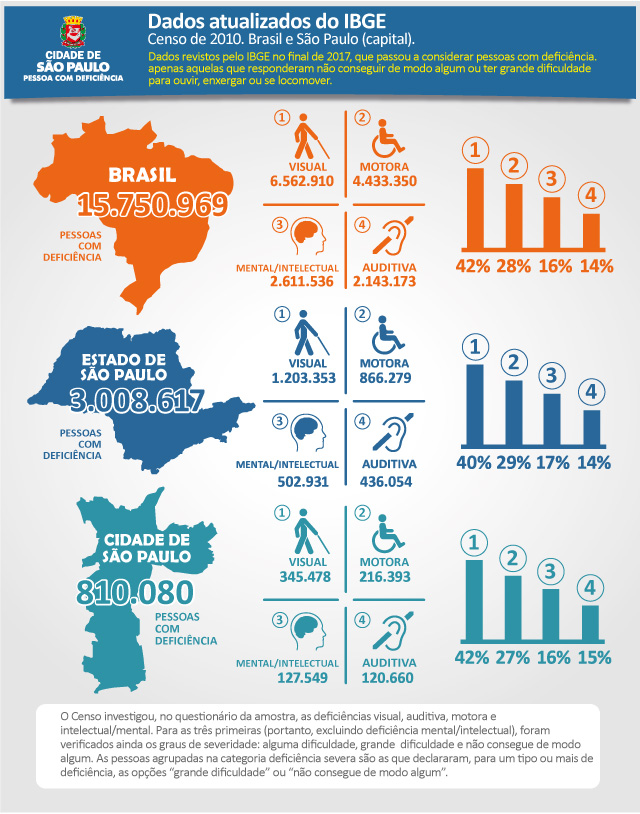 CIDADE DE
SÃO PAULO
PESSOA COM DEFICIÊNCIA
Dados atualizados do IBGE
Censo de 2010. Brasil e São Paulo (capital).
Dados revistos pelo IBGE no final de 2017, que passou a considerar pessoas com deficiência.
apenas aquelas que responderam não conseguir de modo algum ou ter grande dificuldade
para ouvir, enxergar ou se locomover.
BRASIL
15.750.969
PESSOAS
COM
DEFICIÊNCIA
1
VISUAL
6.562.910
2
MOTORA
4.433.350
3
MENTAL/INTELECTUAL
2.611.536
4
AUDITIVA
2.143.173
1 2 3 4
42% 28% 16% 14%
ESTADO DE
SÃO PAULO
3.008.617
PESSOAS
COM
DEFICIÊNCIA
1
VISUAL
1.203.353
2
MOTORA
866.279
3
MENTAL/INTELECTUAL
502.931
4
AUDITIVA
436.054
1 2 3 4
40% 29% 17% 14%
CIDADE DE
SÃO PAULO
810.080
PESSOAS
COM
DEFICIÊNCIA
1
VISUAL
345.478
2
MOTORA
216.393
3
MENTAL/INTELECTUAL
127.549
4
AUDITIVA
120.660
1 2 3 4
42% 27% 16% 15%
O Censo investigou, no questionário da amostra, as deficiências visual, auditiva, motora e
intelectual/mental. Para as três primeiras (portanto, excluindo deficiência mental/intelectual), foram
verificados ainda os graus de severidade: alguma dificuldade, grande dificuldade e não consegue de modo
algum. As pessoas agrupadas na categoria deficiência severa são as que declararam, para um tipo ou mais de
deficiência, as opções “grande dificuldade” ou “não consegue de modo algum”.